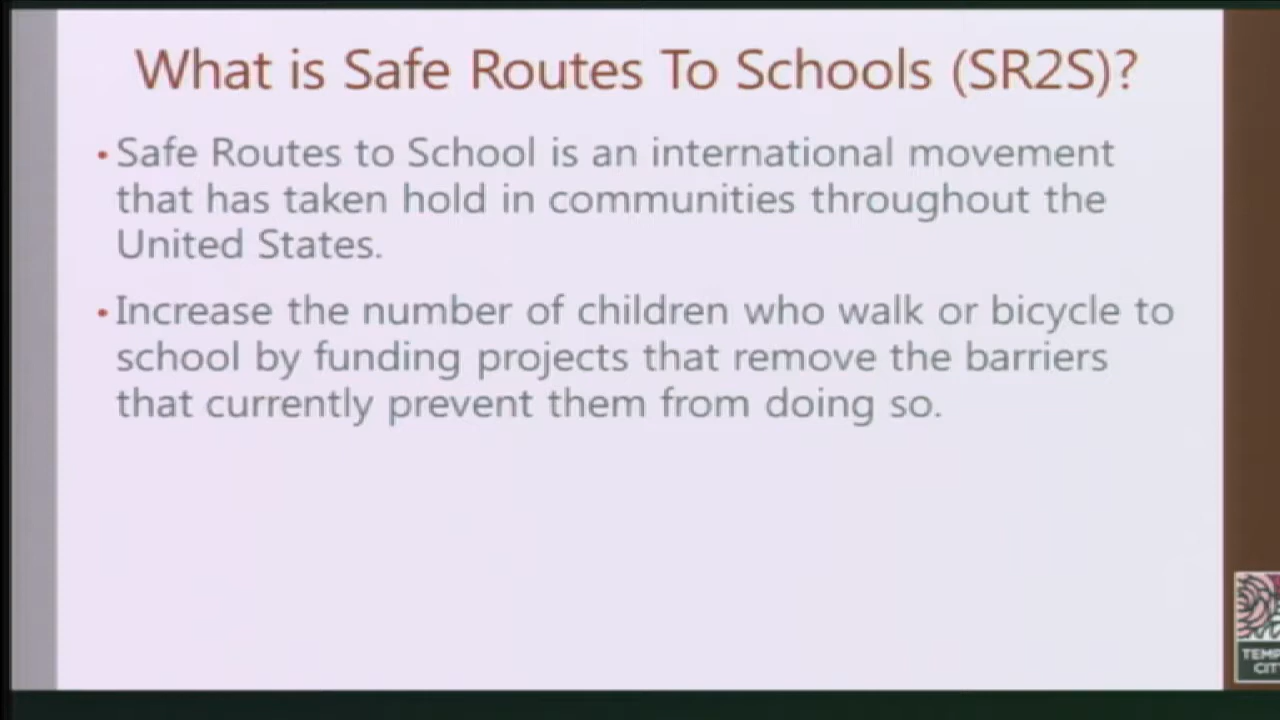 What is Safe Routes To Schools (SR2S)?
• Safe Routes to School is an international movement
that has taken hold in communities throughout the
United States.
• Increase the number of children who walk or bicycle to
school by funding projects that remove the barriers
that currently prevent them from doing so.